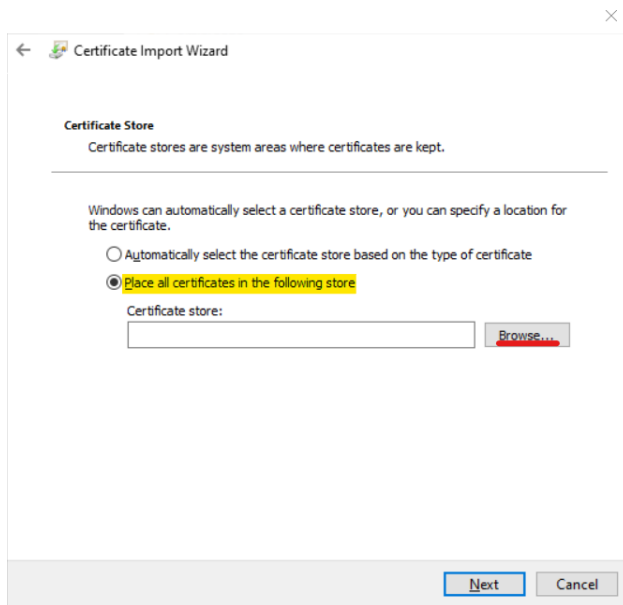 Certificate Import Wizard
Certificate Store
Certificate stores are system areas where certificates are kept.
Windows can automatically select a certificate store, or you can specify a location for
the certificate.
Automatically select the certificate store based on the type of certificate
Place all certificates in the following store
Certificate store:
Browse...
Next
Cancel